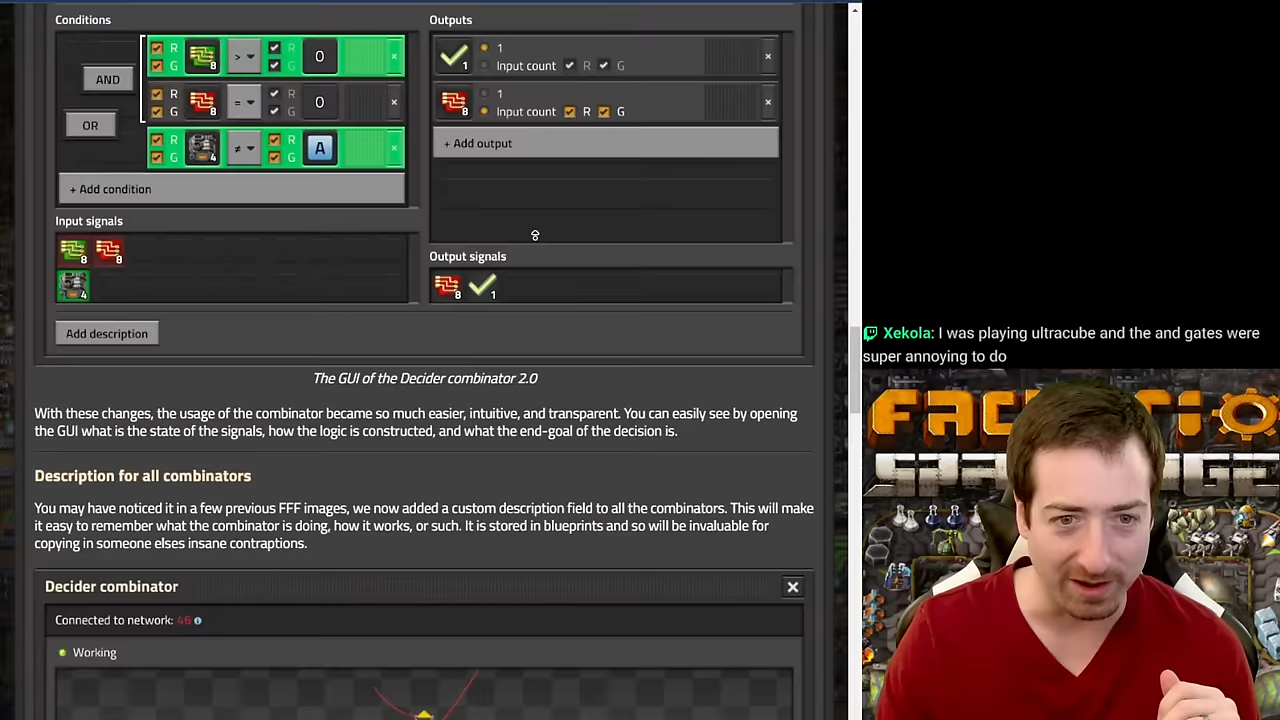 Conditions
Outputs
AND
OR
R
G
8
>
R
G
0
×
R
G
8
=
R
G
0
×
R
G
4
≠
R
G
A
×
+ Add condition
1
1
Input count
R
G
×
8
1
Input count
R
G
×
+ Add output
Input signals
8
8
4
Output signals
8
1
Add description
The GUI of the Decider combinator 2.0
With these changes, the usage of the combinator became so much easier, intuitive, and transparent. You can easily see by opening
the GUI what is the state of the signals, how the logic is constructed, and what the end-goal of the decision is.
Description for all combinators
You may have noticed it in a few previous FFF images, we now added a custom description field to all the combinators. This will make
it easy to remember what the combinator is doing, how it works, or such. It is stored in blueprints and so will be invaluable for
copying in someone elses insane contraptions.
Decider combinator
Connected to network: 46
Working
Xekola: I was playing ultracube and the and gates were
super annoying to do